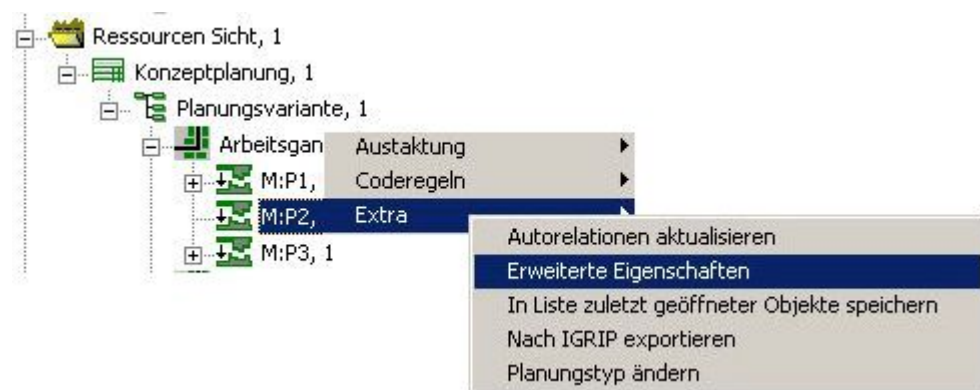 Ressourcen Sicht, 1
Konzeptplanung, 1
Planungsvariante, 1
Arbeitsgan
M:P1,
M:P2,
M:P3, 1
Austaktung
Coderegeln
Extra
Autorelationen aktualisieren
Erweiterte Eigenschaften
In Liste zuletzt geöffneter Objekte speichern
Nach IGRIP exportieren
Planungstyp ändern